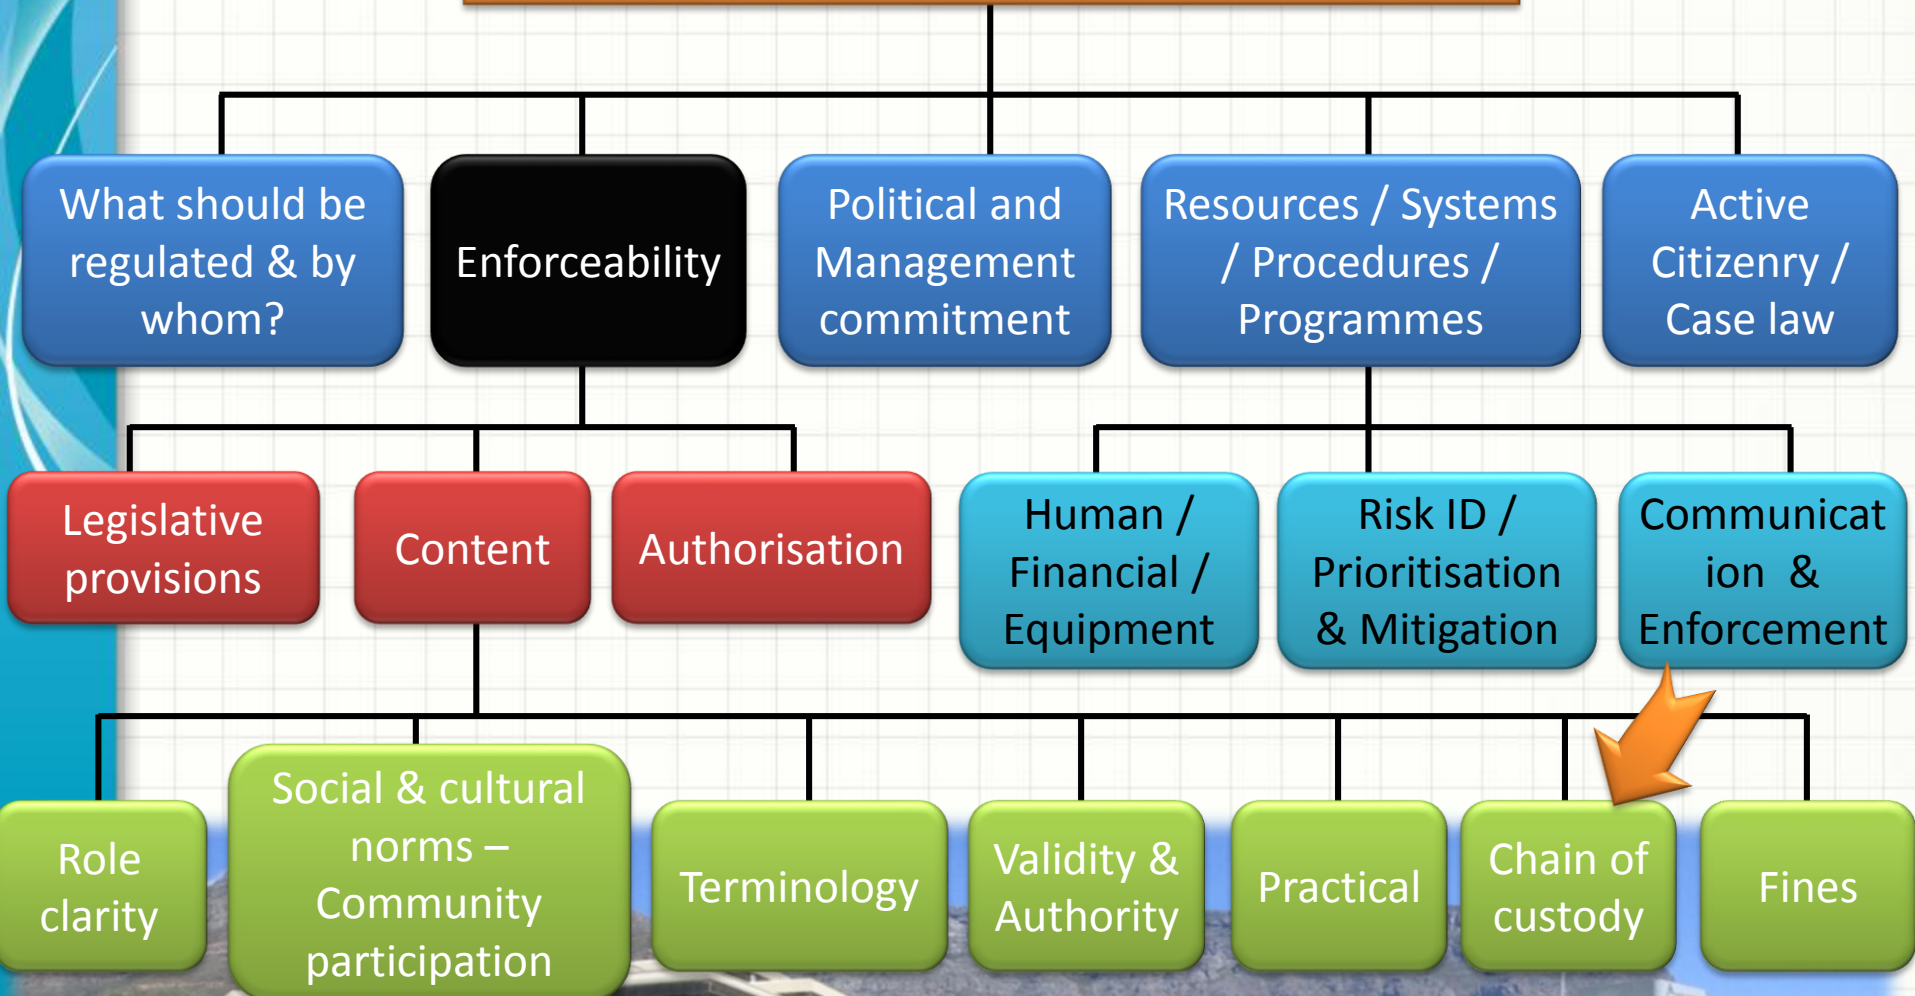 What should be
regulated & by
whom?
Enforceability
Political and
Management
commitment
Resources / Systems
/ Procedures /
Programmes
Active
Citizenry /
Case law
Legislative
provisions
Content
Authorisation
Human /
Financial /
Equipment
Risk ID /
Prioritisation
& Mitigation
Communicat
ion &
Enforcement
Role
clarity
Social & cultural
norms –
Community
participation
Terminology
Validity &
Authority
Practical
Chain of
custody
Fines